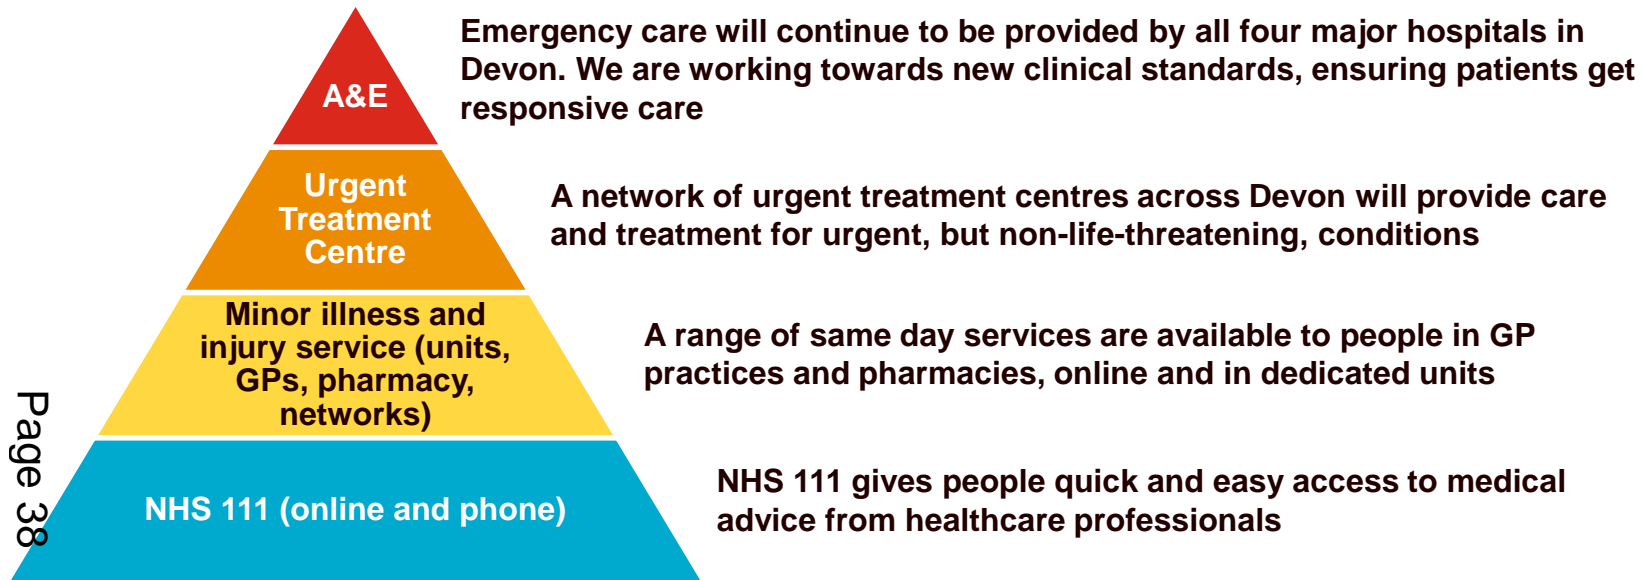 A&E
Emergency care will continue to be provided by all four major hospitals in
Devon. We are working towards new clinical standards, ensuring patients get
responsive care
Urgent
Treatment
Centre
A network of urgent treatment centres across Devon will provide care
and treatment for urgent, but non-life-threatening, conditions
Minor illness and
injury service (units,
GPs, pharmacy,
networks)
A range of same day services are available to people in GP
practices and pharmacies, online and in dedicated units
NHS 111 (online and phone)
NHS 111 gives people quick and easy access to medical
advice from healthcare professionals
Page 38